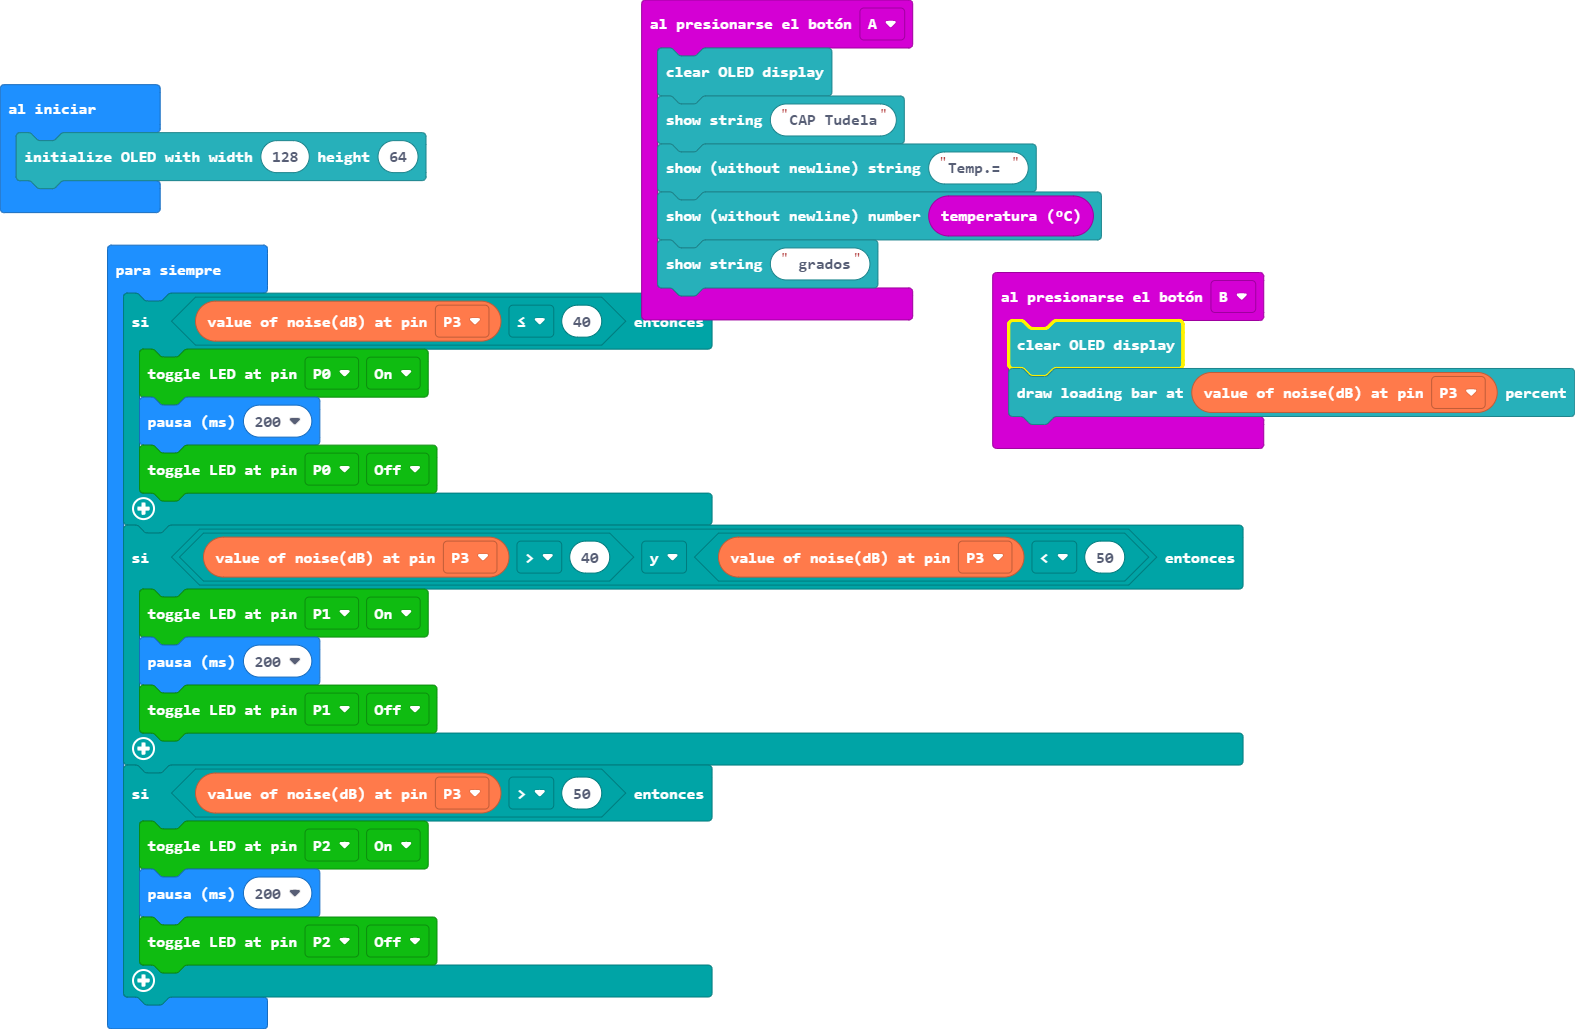 al iniciar
initialize OLED with width 128 height 64
al presionarse el botón A
clear OLED display
show string "CAP Tudela"
show (without newline) string "Temp.= "
show (without newline) number temperatura (ºC)
show string " grados"
al presionarse el botón B
clear OLED display
draw loading bar at value of noise(dB) at pin P3 percent
para siempre
si value of noise(dB) at pin P3 ≤ 40 entonces
toggle LED at pin P0 On
pausa (ms) 200
toggle LED at pin P0 Off
si value of noise(dB) at pin P3 > 40 y value of noise(dB) at pin P3 < 50 entonces
toggle LED at pin P1 On
pausa (ms) 200
toggle LED at pin P1 Off
si value of noise(dB) at pin P3 > 50 entonces
toggle LED at pin P2 On
pausa (ms) 200
toggle LED at pin P2 Off